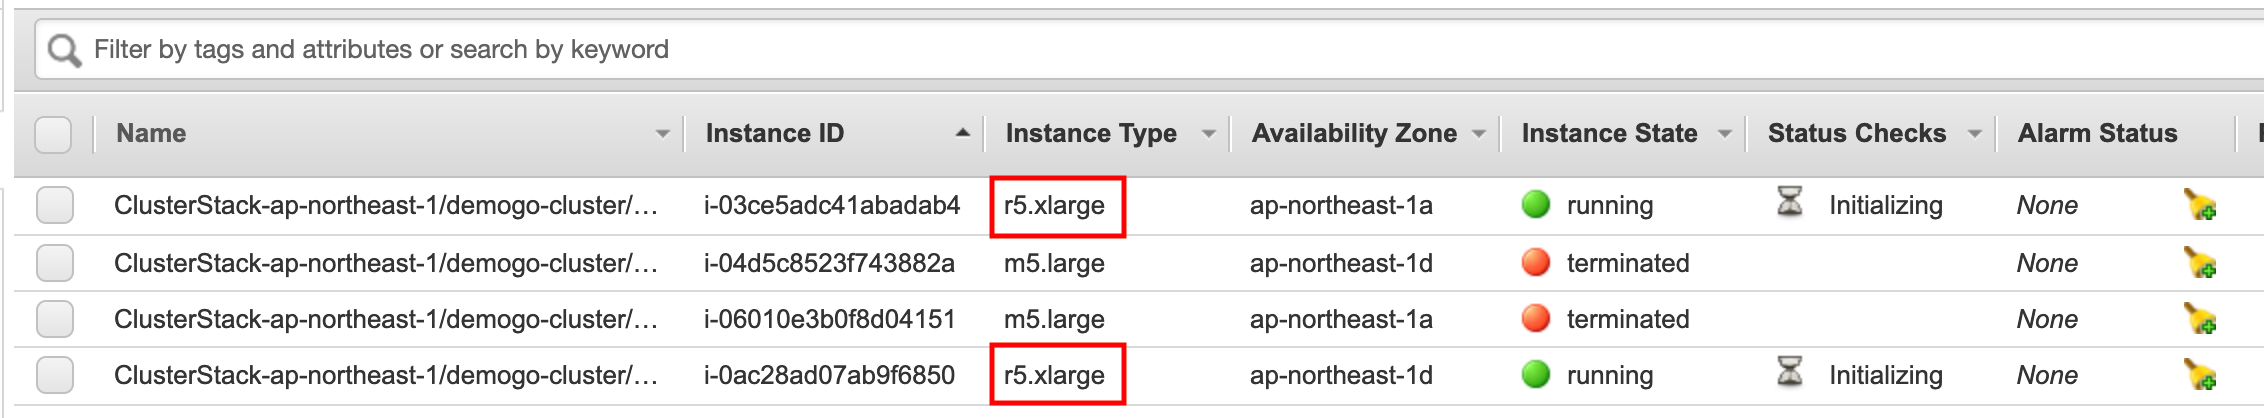 Filter by tags and attributes or search by keyword
Name Instance ID Instance Type Availability Zone Instance State Status Checks Alarm Status
ClusterStack-ap-northeast-1/demogo-cluster/… i-03ce5adc41abadab4 r5.xlarge ap-northeast-1a running Initializing None
ClusterStack-ap-northeast-1/demogo-cluster/… i-04d5c8523f743882a m5.large ap-northeast-1d terminated None
ClusterStack-ap-northeast-1/demogo-cluster/… i-06010e3b0f8d04151 m5.large ap-northeast-1a terminated None
ClusterStack-ap-northeast-1/demogo-cluster/… i-0ac28ad07ab9f6850 r5.xlarge ap-northeast-1d running Initializing None